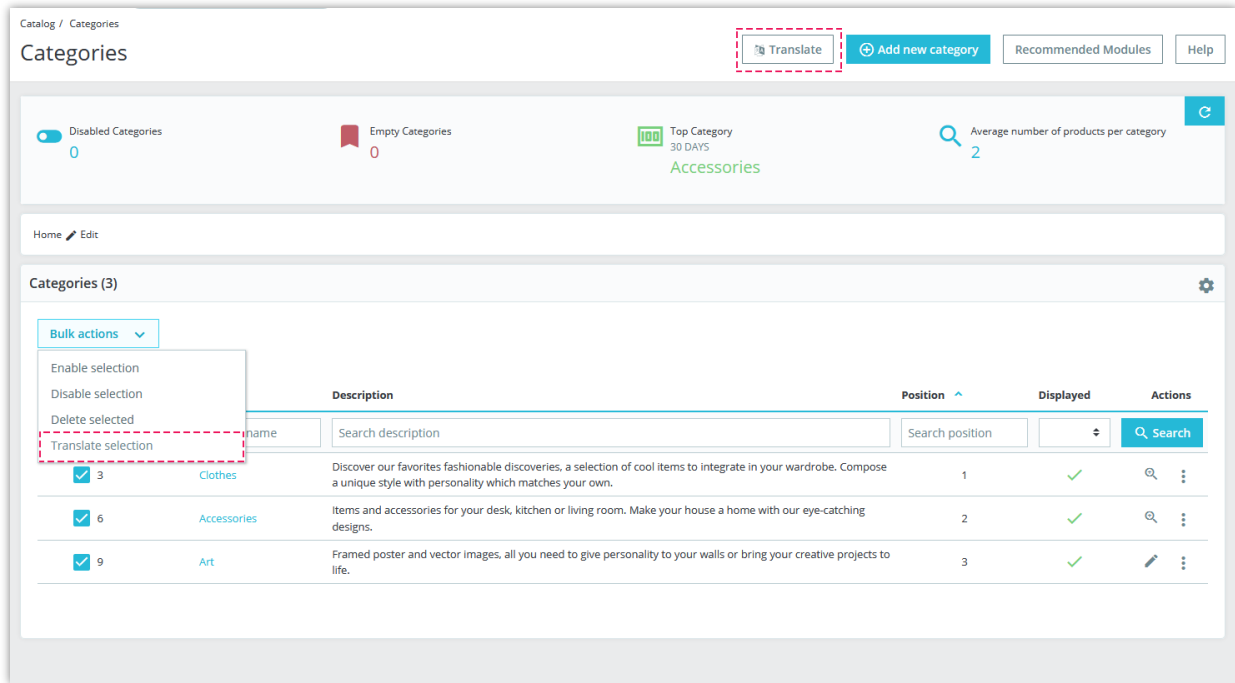 Catalog / Categories
Categories
Translate
Add new category
Recommended Modules
Help
Disabled Categories
0
Empty Categories
0
100
Top Category
30 DAYS
Accessories
Average number of products per category
2
Home Edit
Categories (3)
Bulk actions
Enable selection
Disable selection
Delete selected
Translate selection
Description
Position
Displayed
Actions
name
Search description
Search position
Search
3 Clothes
Discover our favorites fashionable discoveries, a selection of cool items to integrate in your wardrobe. Compose
a unique style with personality which matches your own.
1
6 Accessories
Items and accessories for your desk, kitchen or living room. Make your house a home with our eye-catching
designs.
2
9 Art
Framed poster and vector images, all you need to give personality to your walls or bring your creative projects to
life.
3